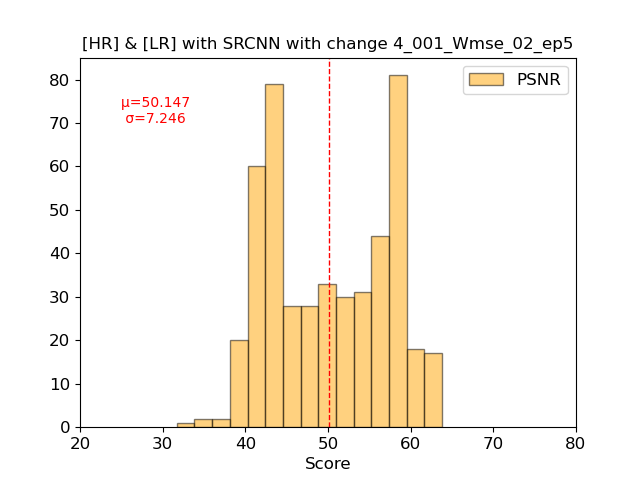 [HR] & [LR] with SRCNN with change 4_001_Wmse_02_ep5
PSNR
μ=50.147
σ=7.246
80
70
60
50
40
30
20
10
0
20 30 40 50 60 70 80
Score